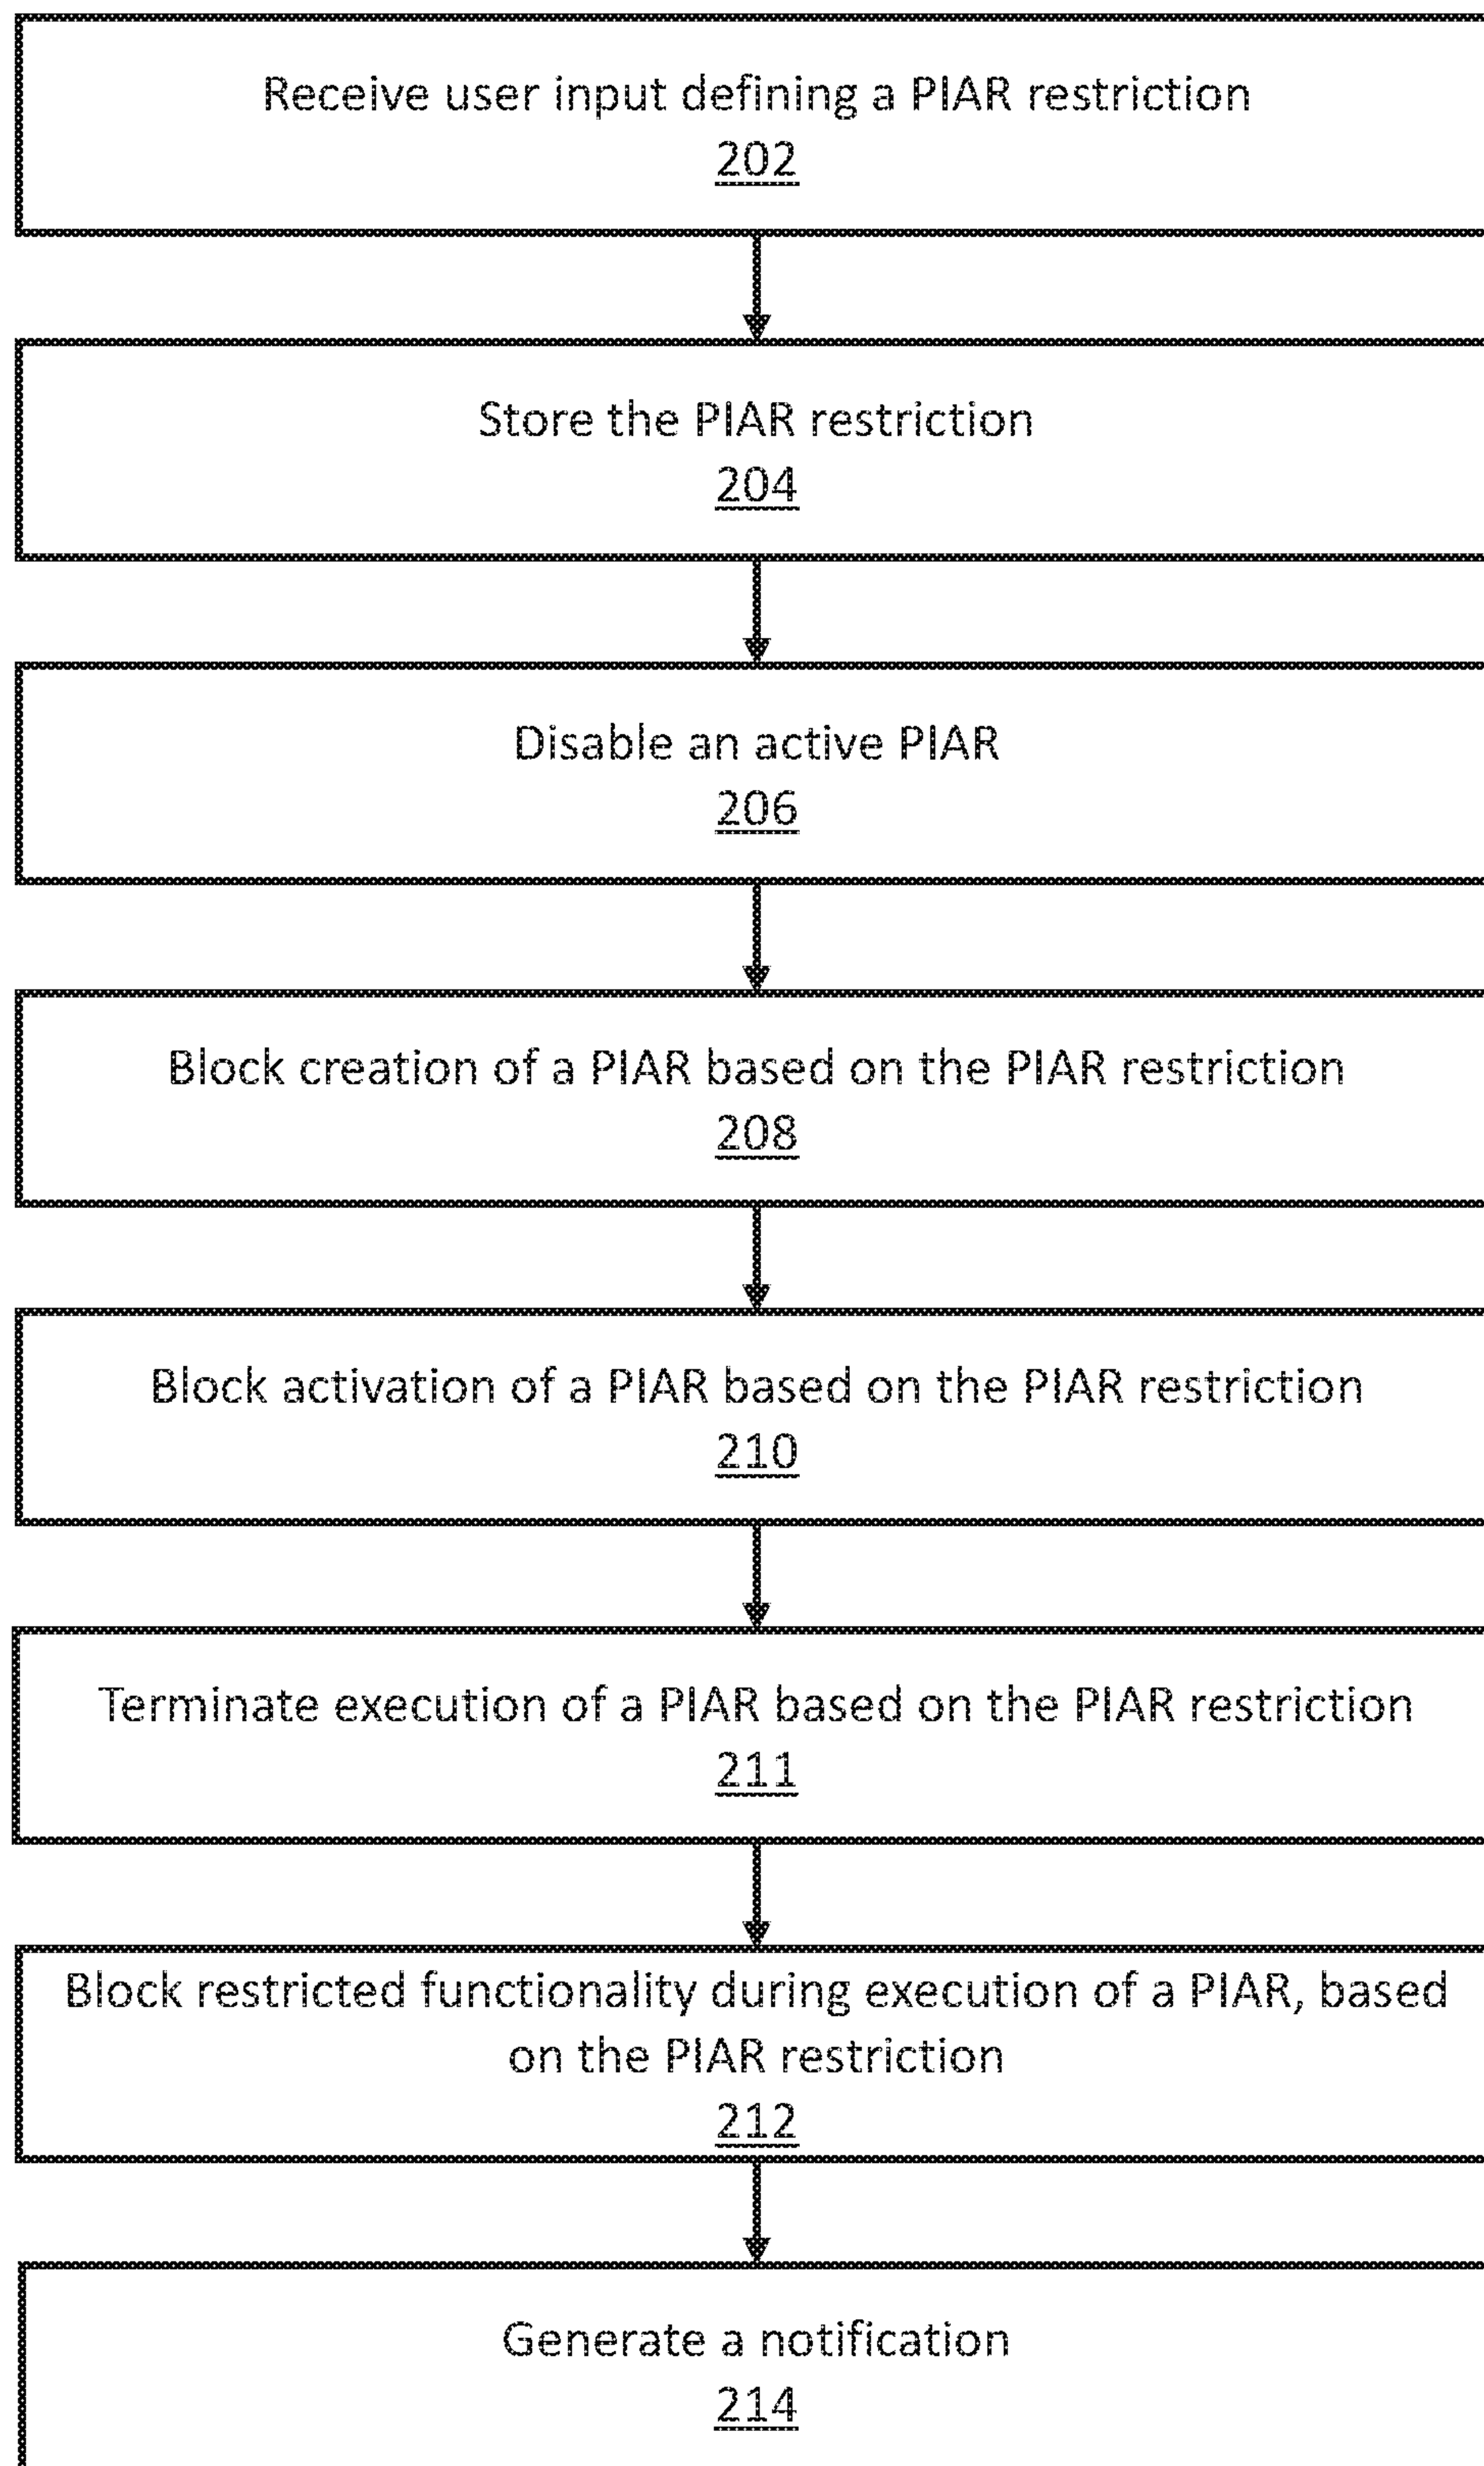 Receive user input defining a PIAR restriction
202
Store the PIAR restriction
204
Disable an active PIAR
206
Block creation of a PIAR based on the PIAR restriction
208
Block activation of a PIAR based on the PIAR restriction
210
Terminate execution of a PIAR based on the PIAR restriction
211
Block restricted functionality during execution of a PIAR, based
on the PIAR restriction
212
Generate a notification
214